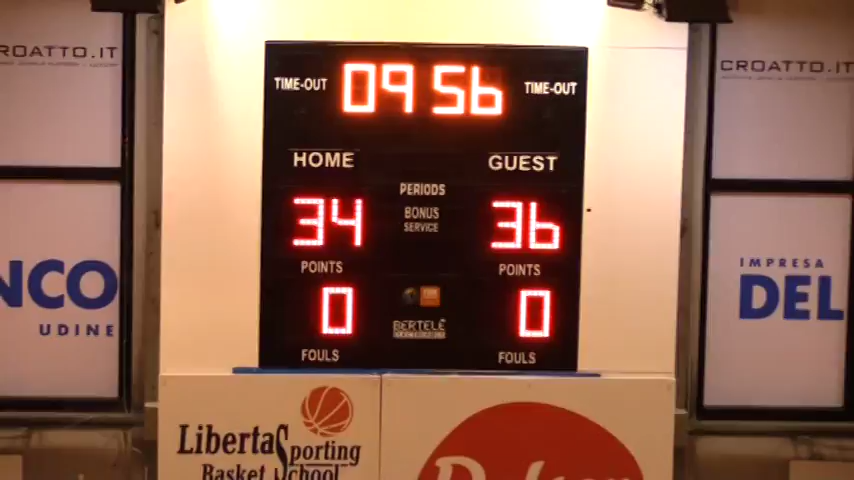 CROATTO.IT
TIME-OUT 09 56 TIME-OUT
CROATTO.IT
HOME GUEST
PERIODS
34 BONUS 36
SERVICE
POINTS POINTS
NCO
UDINE
IMPRESA
DEL
0 BERTELE' 0
FOULS FOULS
LibertaSporting
Basket School